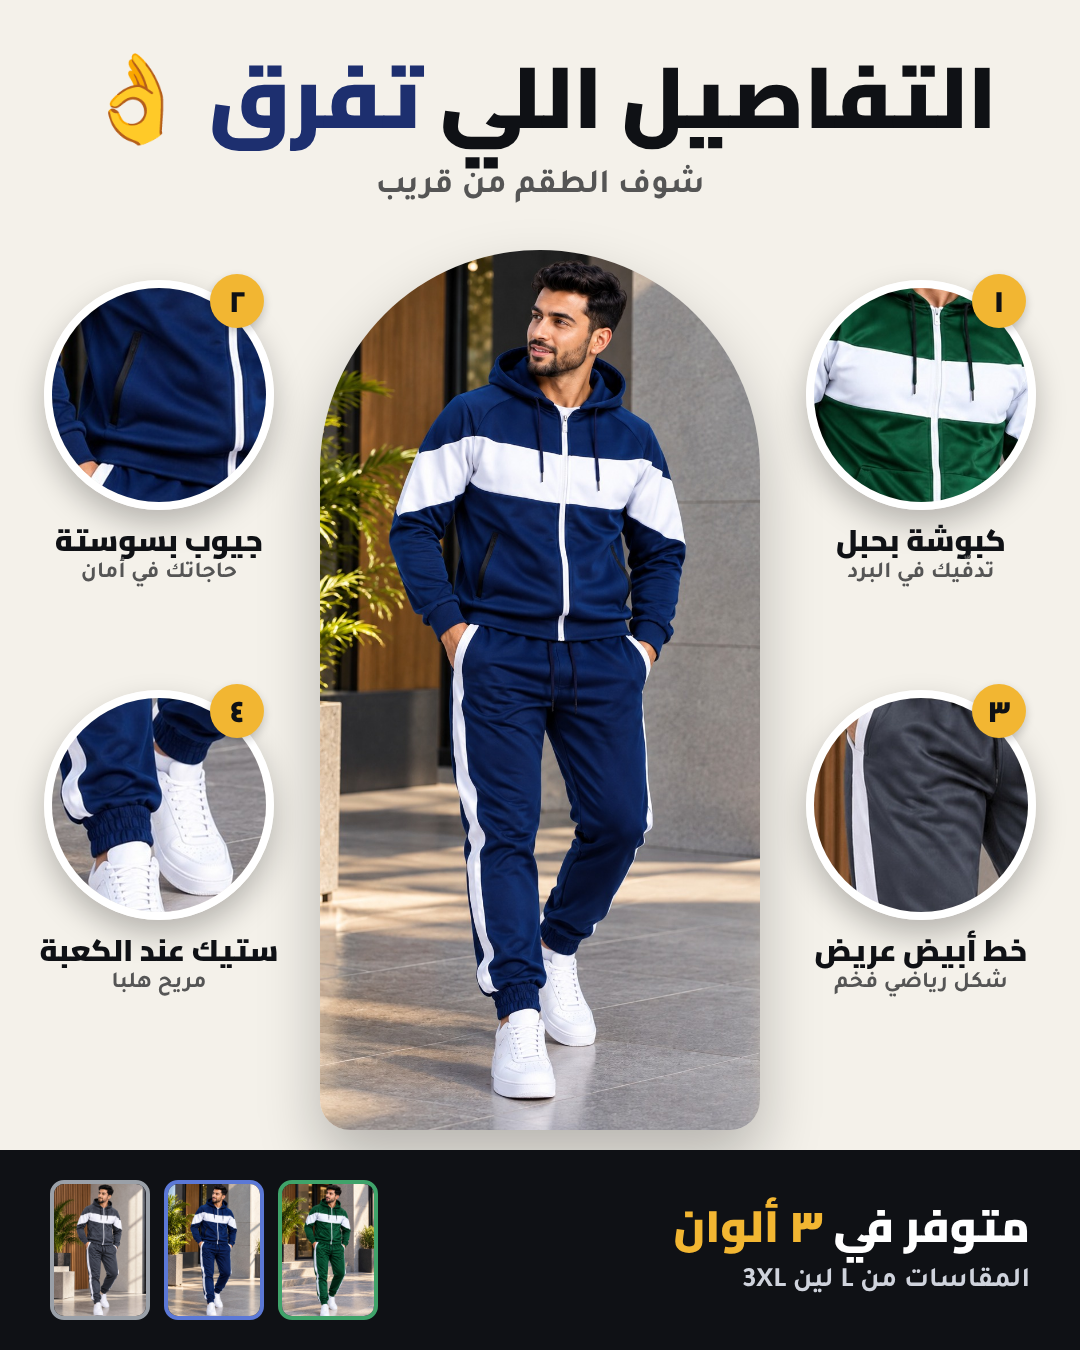 التفاصيل اللي تفرق 👌
شوف الطقم من قريب
١
كبوشة بحبل
تدفّيك في البرد
٢
جيوب بسوستة
حاجاتك في أمان
٣
خط أبيض عريض
شكل رياضي فخم
٤
ستيك عند الكعبة
مريح هلبا
متوفر في ٣ ألوان
المقاسات من L لين 3XL